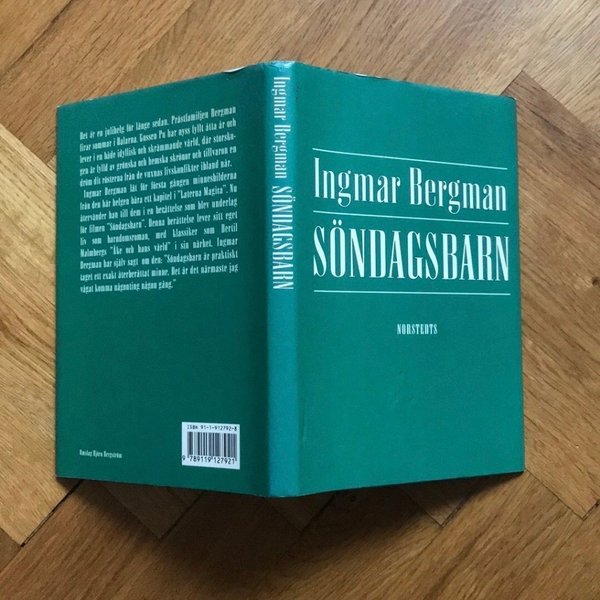 Det är en julihelg för länge sedan. Prästfamiljen Bergman
firar sommar i Dalarna. Gossen Pu har nyss fyllt åtta år och
lever i en både idyllisk och skrämmande värld, där storsku-
gen är fylld av grönska och hemska skrönor och tillvaron en
dröm dit rösterna från de vuxnas livskonflikter ibland når.
Ingmar Bergman lät för första gången minnesbilderna
från den här helgen bära ett kapitel i "Laterna Magica". Nu
återvänder han till dem i en berättelse som blev underlag
för filmen "Söndagsbarn". Denna berättelse lever sitt eget
liv som barndomsroman, med klassiker som Bertil
Malmbergs "Åke och hans värld" i sin närhet. Ingmar
Bergman har själv sagt om den: "Söndagsbarn är praktiskt
taget ett exakt återberättat minne. Det är det närmaste jag
vågat komma någonting någon gång."
Omslag Björn Bergström
ISBN 91-1-912792-8
9 789119 127921
Ingmar Bergman SÖNDAGSBARN
Ingmar Bergman
SÖNDAGSBARN
NORSTEDTS